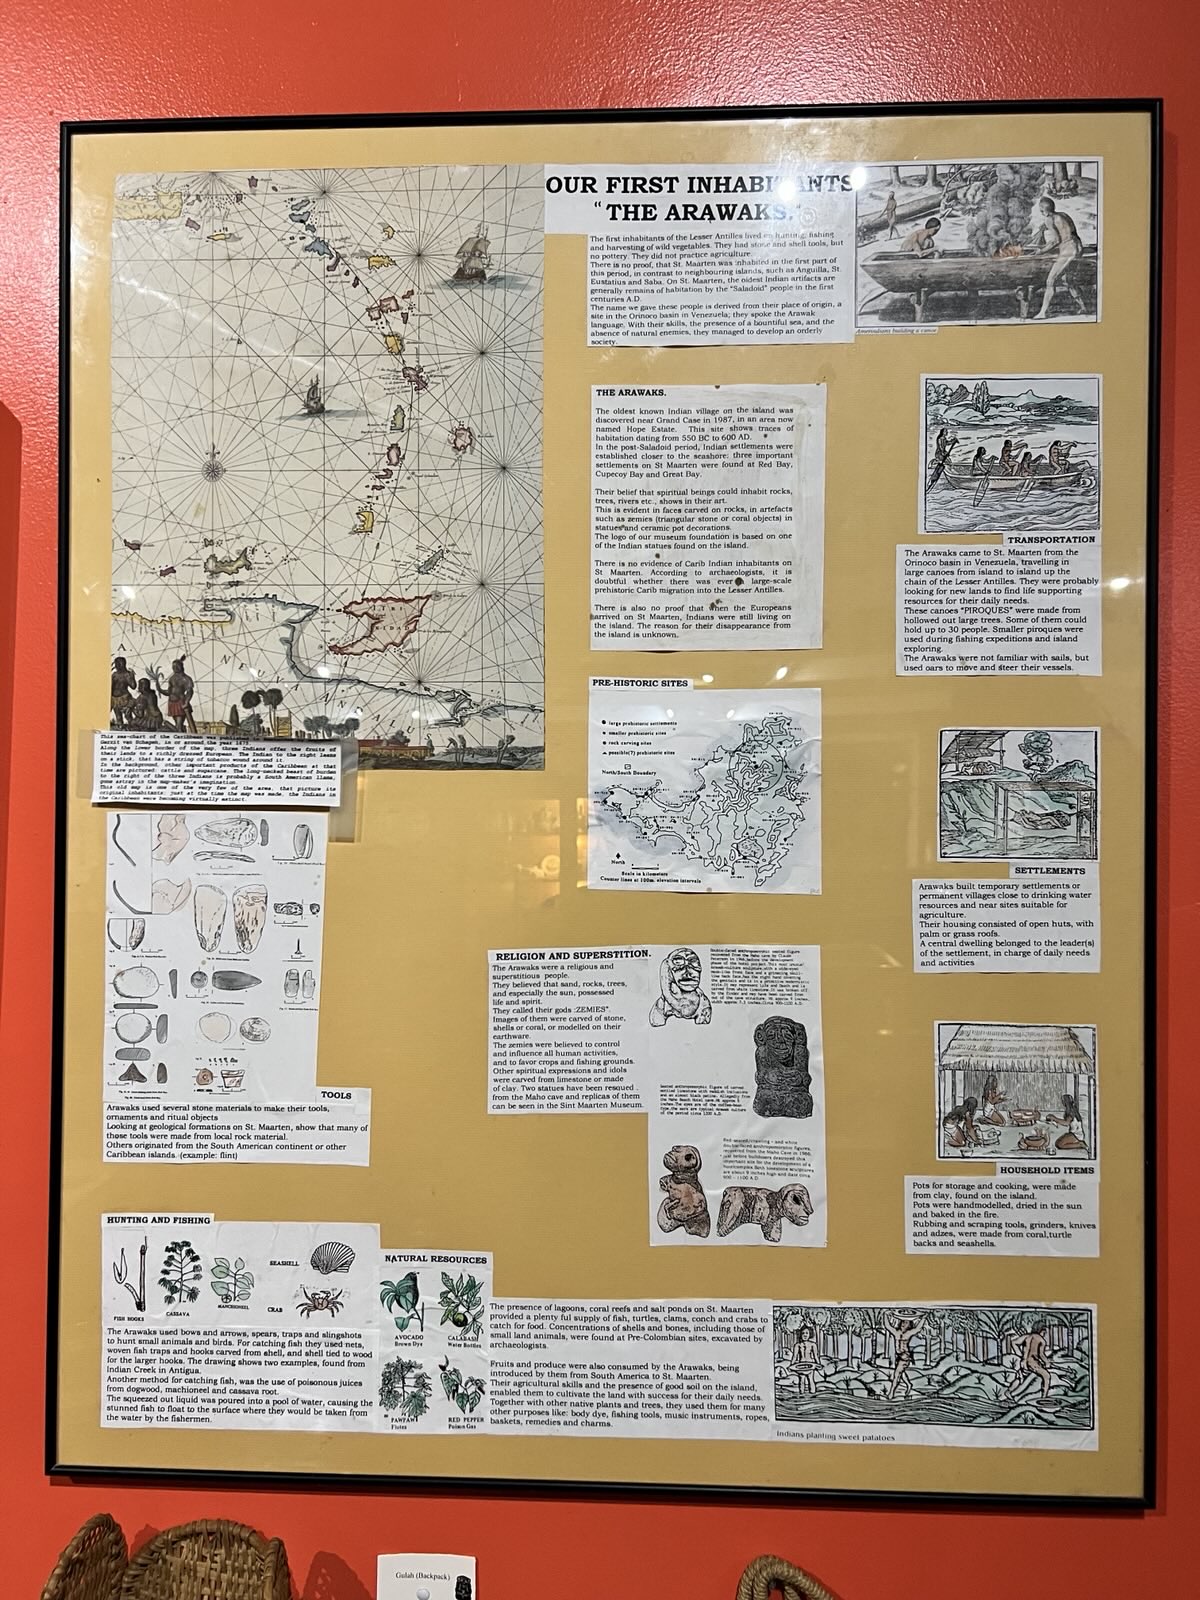 OUR FIRST INHABITANTS
"THE ARAWAKS."
The first inhabitants of the Lesser Antilles lived on hunting, fishing
and harvesting of wild vegetables. They had stone and shell tools, but
no pottery. They did not practice agriculture.
There is no proof, that St. Maarten was inhabited in the first part of
this period, in contrast to neighbouring islands, such as Anguilla, St.
Eustatius and Saba. On St. Maarten, the oldest Indian artifacts are
generally remains of habitation by the "Saladoid" people in the first
centuries A.D.
The name we gave these people is derived from their place of origin, a
site in the Orinoco basin in Venezuela; they spoke the Arawak
language. With their skills, the presence of a bountiful sea, and the
absence of natural enemies, they managed to develop an orderly
society.
Amerindians building a canoe
THE ARAWAKS.
The oldest known Indian village on the island was
discovered near Grand Case in 1987, in an area now
named Hope Estate. This site shows traces of
habitation dating from 550 BC to 600 AD.
In the post-Saladoid period, Indian settlements were
established closer to the seashore: three important
settlements on St Maarten were found at Red Bay,
Cupecoy Bay and Great Bay.
Their belief that spiritual beings could inhabit rocks,
trees, rivers etc., shows in their art.
This is evident in faces carved on rocks, in artefacts
such as zemies (triangular stone or coral objects) in
statues and ceramic pot decorations.
The logo of our museum foundation is based on one
of the Indian statues found on the island.
There is no evidence of Carib Indian inhabitants on
St Maarten. According to archaeologists, it is
doubtful whether there was ever large-scale
prehistoric Carib migration into the Lesser Antilles.
There is also no proof that when the Europeans
arrived on St Maarten, Indians were still living on
the island. The reason for their disappearance from
the island is unknown.
TRANSPORTATION
The Arawaks came to St. Maarten from the
Orinoco basin in Venezuela, travelling in
large canoes from island to island up the
chain of the Lesser Antilles. They were probably
looking for new lands to find life supporting
resources for their daily needs.
These canoes "PIROQUES" were made from
hollowed out large trees. Some of them could
hold up to 30 people. Smaller piroques were
used during fishing expeditions and island
exploring.
The Arawaks were not familiar with sails, but
used oars to move and steer their vessels.
This sea-chart of the Caribbean was
Gerrit van Schagen, in or around the year 1675.
Along the lower border of the map, three Indians offer the fruits of
their lands to a richly dressed European. The Indian to the right leans
on a stick, that has a string of tobacco wound around it
In the background, other important products of the Caribbean at that
time are pictured: cattle and sugarcane. The long-necked beast of burden
to the right of the three Indians is probably a South American llama,
gone astray in the map-maker's imagination.
This old map is one of the very few of the area, that picture its
original inhabitants: just at the time the map was made, the Indians in
the Caribbean were becoming virtually extinct.
PRE-HISTORIC SITES
large prehistoric settlements
smaller prehistoric sites
rock carving sites
possible(?) prehistoric sites
North/South Boundary
North
Scale in kilometers
Counter lines at 100m. elevation intervals
SETTLEMENTS
Arawaks built temporary settlements or
permanent villages close to drinking water
resources and near sites suitable for
agriculture.
Their housing consisted of open huts, with
palm or grass roofs.
A central dwelling belonged to the leader(s)
of the settlement, in charge of daily needs
and activities
TOOLS
Arawaks used several stone materials to make their tools,
ornaments and ritual objects
Looking at geological formations on St. Maarten, show that many of
those tools were made from local rock material.
Others originated from the South American continent or other
Caribbean islands. (example: flint)
RELIGION AND SUPERSTITION.
The Arawaks were a religious and
superstitious people.
They believed that sand, rocks, trees,
and especially the sun, possessed
life and spirit.
They called their gods :ZEMIES".
Images of them were carved of stone,
shells or coral, or modelled on their
earthware.
The zemies were believed to control
and influence all human activities,
and to favor crops and fishing grounds.
Other spiritual expressions and idols
were carved from limestone or made
of clay. Two statues have been resqued
from the Maho cave and replicas of them
can be seen in the Sint Maarten Museum.
HOUSEHOLD ITEMS
Pots for storage and cooking, were made
from clay, found on the island.
Pots were handmodelled, dried in the sun
and baked in the fire.
Rubbing and scraping tools, grinders, knives
and adzes, were made from coral,turtle
backs and seashells.
HUNTING AND FISHING
FISH HOOKS
CASSAVA
MANCHIONEEL
SEASHELL
CRAB
The Arawaks used bows and arrows, spears, traps and slingshots
to hunt small animals and birds. For catching fish they used nets,
woven fish traps and hooks carved from shell, and shell tied to wood
for the larger hooks. The drawing shows two examples, found from
Indian Creek in Antigua.
Another method for catching fish, was the use of poisonous juices
from dogwood, machioneel and cassava root.
The squeezed out liquid was poured into a pool of water, causing the
stunned fish to float to the surface where they would be taken from
the water by the fishermen.
NATURAL RESOURCES
AVOCADO
Brown Dye
CALABASH
Water Bottles
PAWPAW
Flutes
RED PEPPER
Poison Gas
The presence of lagoons, coral reefs and salt ponds on St. Maarten
provided a plenty ful supply of fish, turtles, clams, conch and crabs to
catch for food. Concentrations of shells and bones, including those of
small land animals, were found at Pre-Colombian sites, excavated by
archaeologists.
Fruits and produce were also consumed by the Arawaks, being
introduced by them from South America to St. Maarten.
Their agricultural skills and the presence of good soil on the island,
enabled them to cultivate the land with success for their daily needs.
Together with other native plants and trees, they used them for many
other purposes like: body dye, fishing tools, music instruments, ropes,
baskets, remedies and charms.
Indians planting sweet patatoes
Gulah (Backpack)